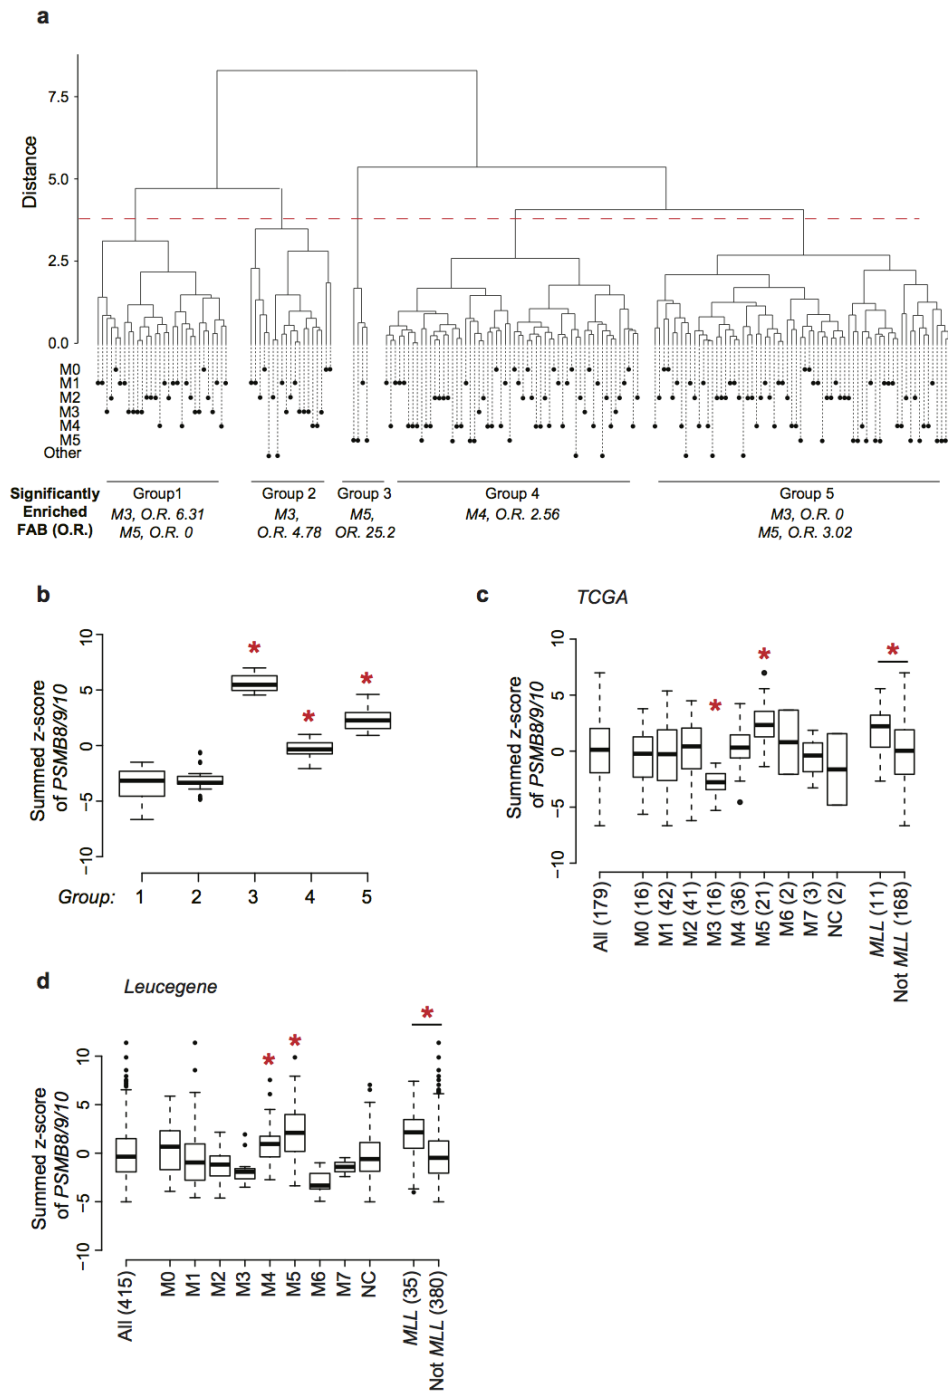 a
Distance
7.5
5.0
2.5
0.0
M0
M1
M2
M3
M4
M5
Other
Significantly Enriched FAB (O.R.)
Group1
M3, O.R. 6.31
M5, O.R. 0
Group 2
M3,
O.R. 4.78
Group 3
M5,
OR. 25.2
Group 4
M4, O.R. 2.56
Group 5
M3, O.R. 0
M5, O.R. 3.02
b
Summed z-score
of PSMB8/9/10
10
5
0
−5
−10
*
*
*
Group: 1 2 3 4 5
c
TCGA
Summed z-score
of PSMB8/9/10
10
5
0
−5
−10
*
*
*
All (179)
M0 (16)
M1 (42)
M2 (41)
M3 (16)
M4 (36)
M5 (21)
M6 (2)
M7 (3)
NC (2)
MLL (11)
Not MLL (168)
d
Leucegene
Summed z-score
of PSMB8/9/10
10
5
0
−5
−10
*
*
*
All (415)
M0
M1
M2
M3
M4
M5
M6
M7
NC
MLL (35)
Not MLL (380)